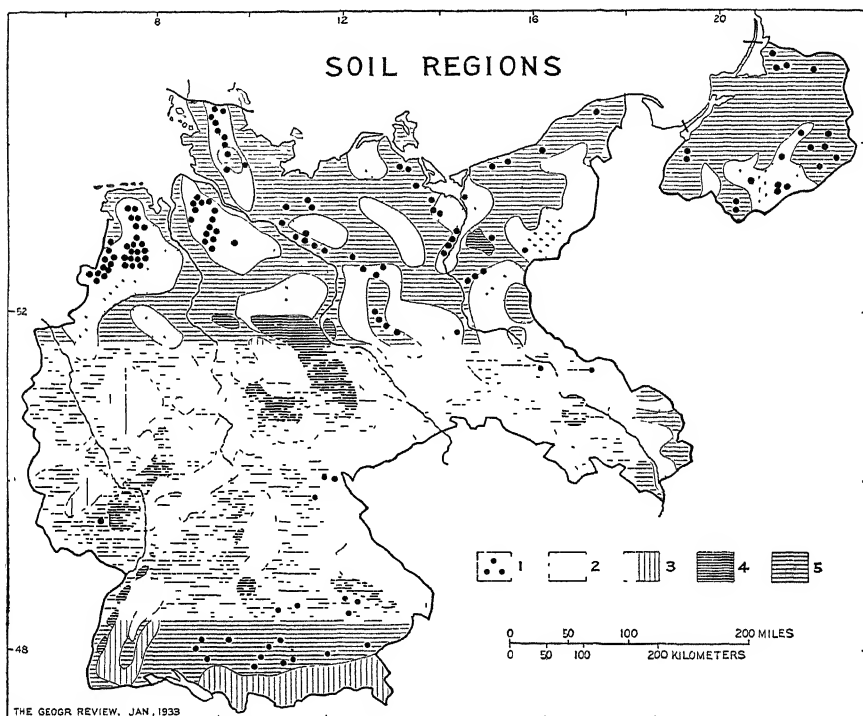 8 12 16 20
SOIL REGIONS
52
1 2 3 4 5
0 50 100 200 MILES
48
0 50 100 200 KILOMETERS
THE GEOGR REVIEW, JAN., 1933